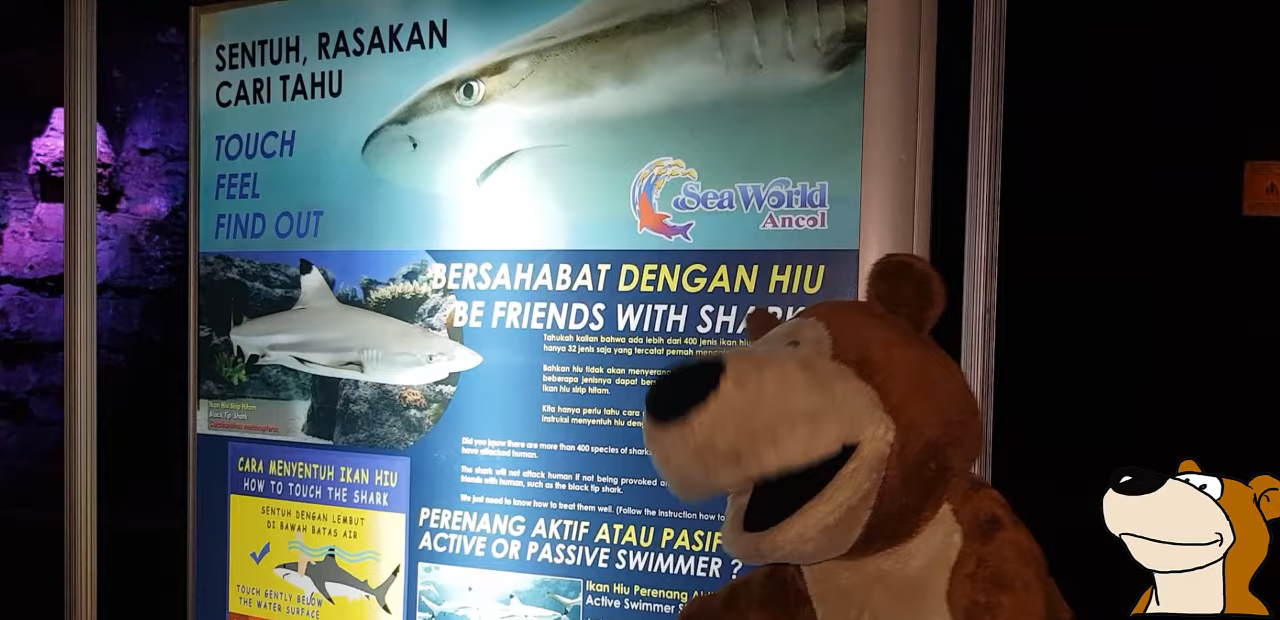 SENTUH, RASAKAN
CARI TAHU
TOUCH
FEEL
FIND OUT
Sea World
Ancol
BERSAHABAT DENGAN HIU
BE FRIENDS WITH SHARK
Tahukah kalian bahwa ada lebih dari 400 jenis ikan hiu
hanya 32 jenis saja yang tercatat pernah
Bahkan hiu tidak akan menyerang
beberapa jenisnya dapat
ikan hiu sirip hitam.
Kita hanya perlu tahu cara
instruksi menyentuh hiu
Ikan Hiu Sirip Hitam
Black Tip Shark
Carcharhinus melanopterus
Did you know there are more than 400 species of sharks
have attacked human.
The shark will not attack human if not being provoked
friends with human, such as the black tip shark.
We just need to know how to treat them well. (Follow the instruction how to
CARA MENYENTUH IKAN HIU
HOW TO TOUCH THE SHARK
SENTUH DENGAN LEMBUT
DI BAWAH BATAS AIR
TOUCH GENTLY BELOW
THE WATER SURFACE
PERENANG AKTIF ATAU PASIF
ACTIVE OR PASSIVE SWIMMER ?
Ikan Hiu Perenang
Active Swimmer